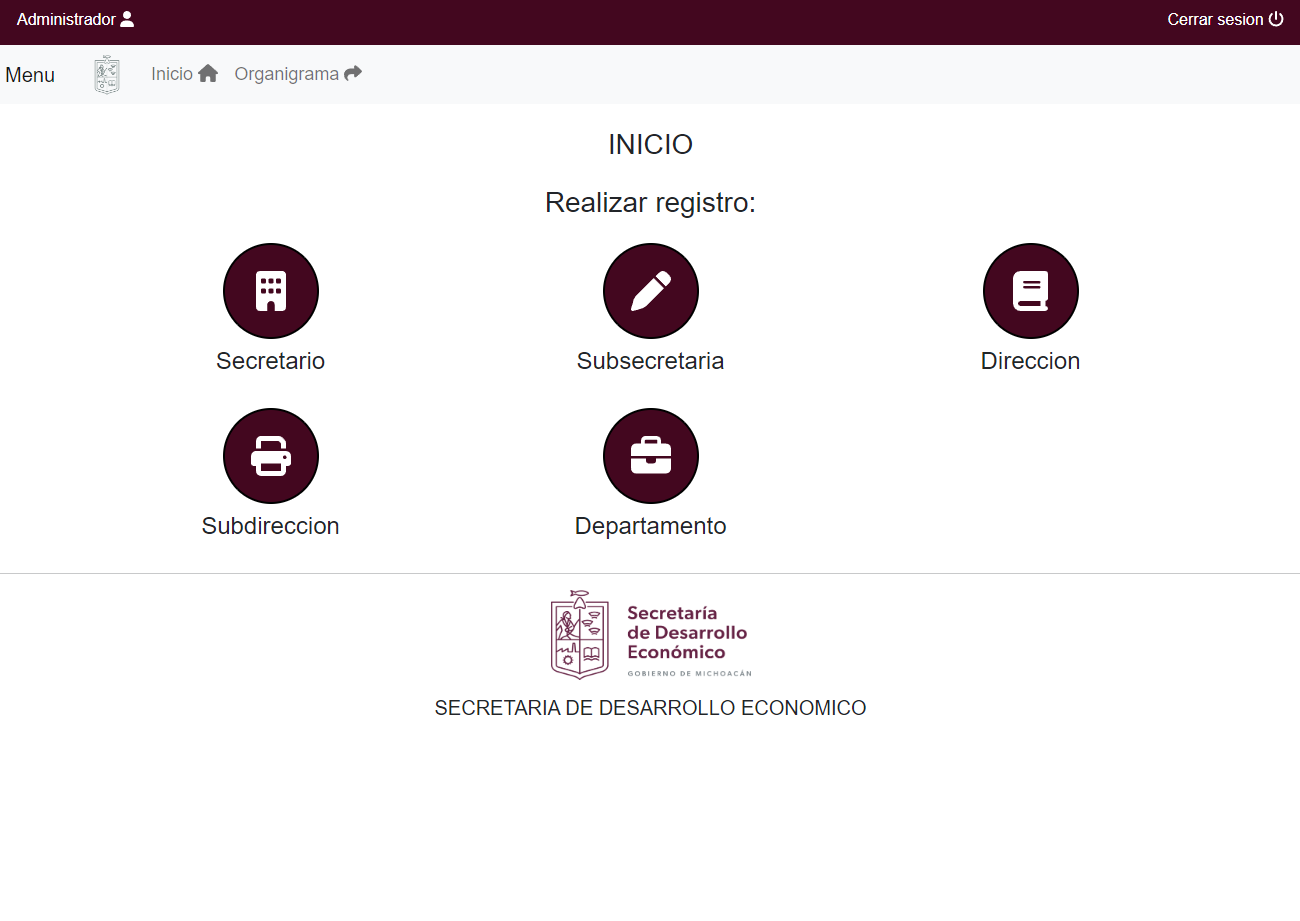 Administrador
Cerrar sesion
Menu
Inicio
Organigrama
INICIO
Realizar registro:
Secretario
Subsecretaria
Direccion
Subdireccion
Departamento
Secretaría
de Desarrollo
Económico
GOBIERNO DE MICHOACÁN
SECRETARIA DE DESARROLLO ECONOMICO